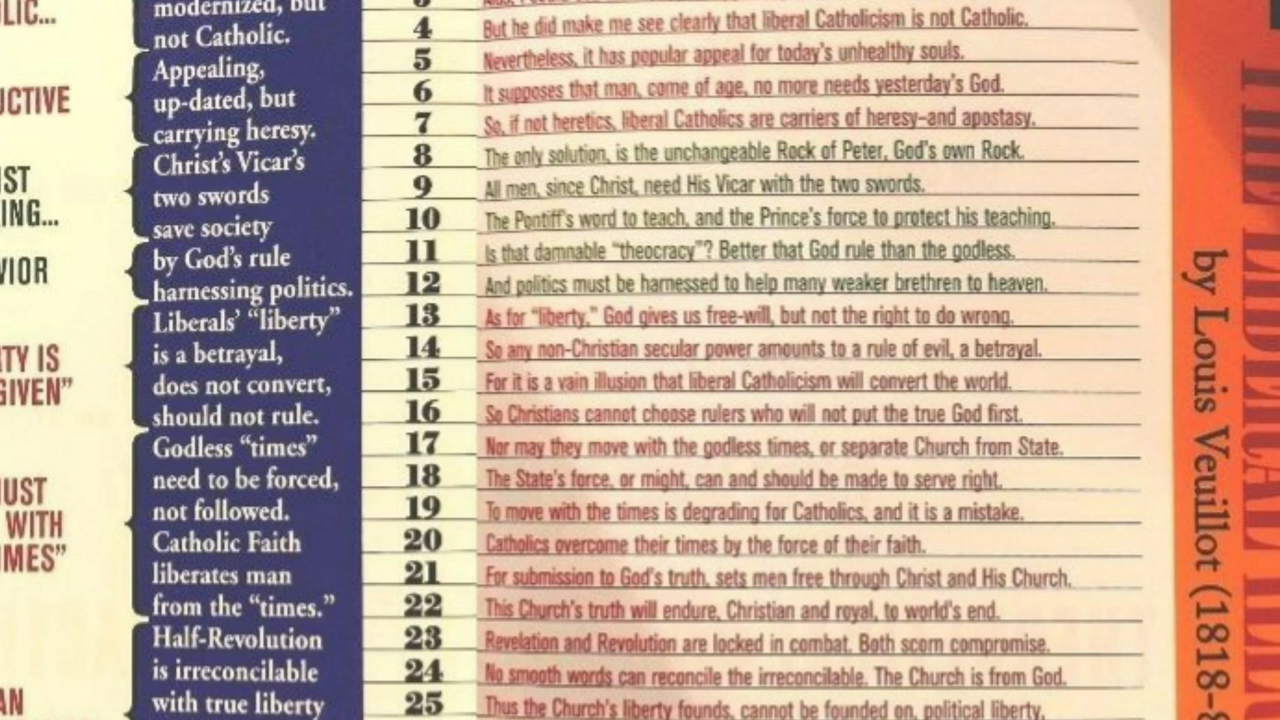 LIC...
UCTIVE
IST
ING...
VIOR
TY IS
GIVEN”
UST
WITH
IMES”
AN
modernized, but
not Catholic.
Appealing,
up-dated, but
carrying heresy.
Christ’s Vicar’s
two swords
save society
by God’s rule
harnessing politics.
Liberals’ “liberty”
is a betrayal,
does not convert,
should not rule.
Godless “times”
need to be forced,
not followed.
Catholic Faith
liberates man
from the “times.”
Half-Revolution
is irreconcilable
with true liberty
3
4 But he did make me see clearly that liberal Catholicism is not Catholic.
5 Nevertheless, it has popular appeal for today’s unhealthy souls.
6 It supposes that man, come of age, no more needs yesterday’s God.
7 So, if not heretics, liberal Catholics are carriers of heresy–and apostasy.
8 The only solution, is the unchangeable Rock of Peter, God’s own Rock.
9 All men, since Christ, need His Vicar with the two swords.
10 The Pontiff’s word to teach, and the Prince’s force to protect his teaching.
11 Is that damnable “theocracy”? Better that God rule than the godless.
12 And politics must be harnessed to help many weaker brethren to heaven.
13 As for “liberty,” God gives us free-will, but not the right to do wrong.
14 So any non-Christian secular power amounts to a rule of evil, a betrayal.
15 For it is a vain illusion that liberal Catholicism will convert the world.
16 So Christians cannot choose rulers who will not put the true God first.
17 Nor may they move with the godless times, or separate Church from State.
18 The State’s force, or might, can and should be made to serve right.
19 To move with the times is degrading for Catholics, and it is a mistake.
20 Catholics overcome their times by the force of their faith.
21 For submission to God’s truth, sets men free through Christ and His Church.
22 This Church’s truth will endure, Christian and royal, to world’s end.
23 Revelation and Revolution are locked in combat. Both scorn compromise.
24 No smooth words can reconcile the irreconcilable. The Church is from God.
25 Thus the Church’s liberty founds, cannot be founded on, political liberty.
by Louis Veuillot (1818-8